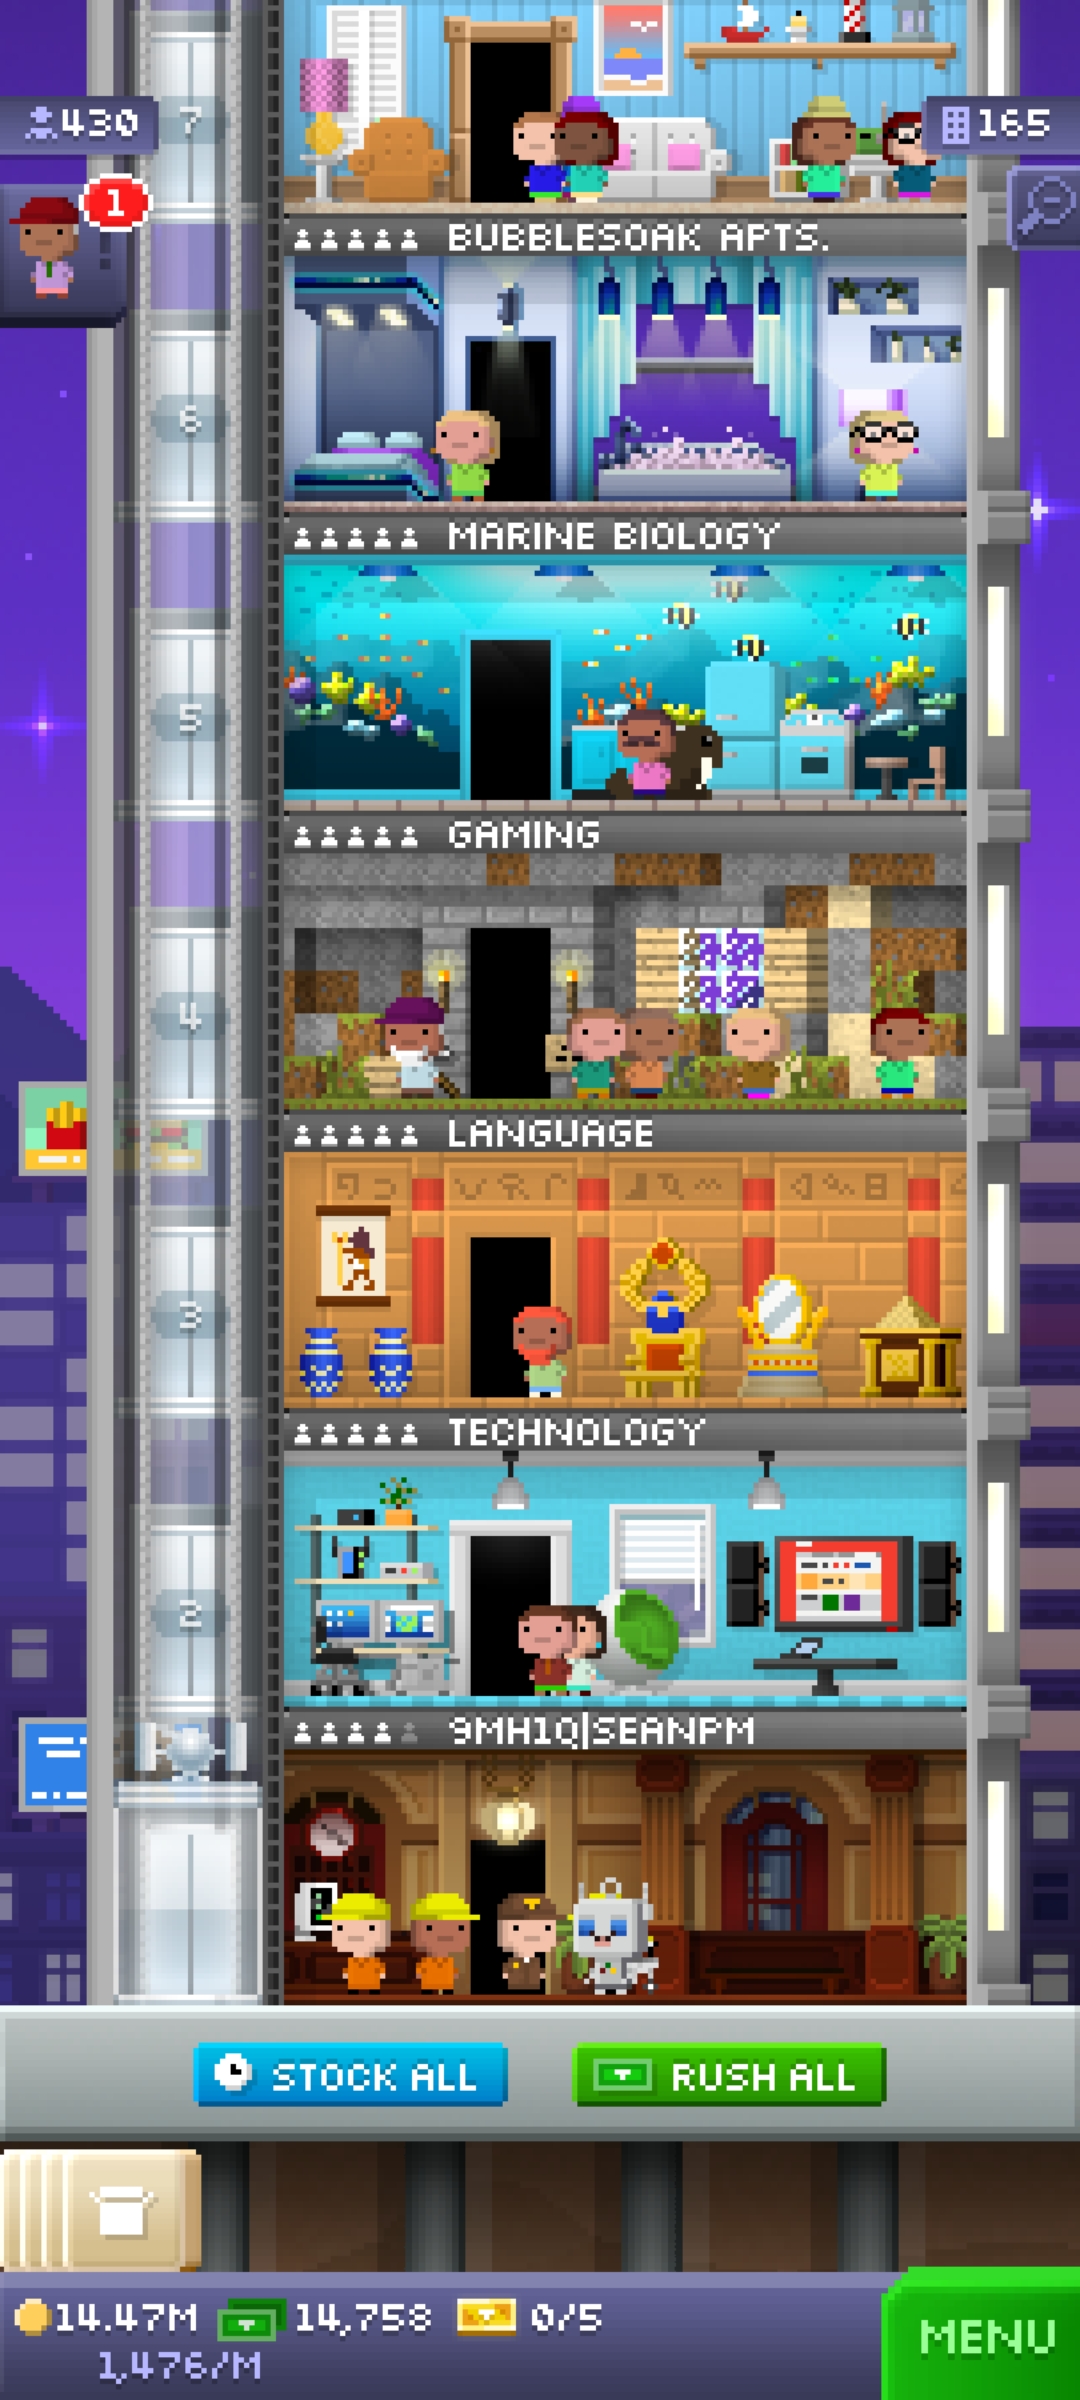 7
430
165
1
BUBBLESOAK APTS.
6
MARINE BIOLOGY
5
GAMING
4
LANGUAGE
3
TECHNOLOGY
2
9MH1Q|SEANPM
STOCK ALL
RUSH ALL
14.47M
14,758
0/5
1,476/M
MENU